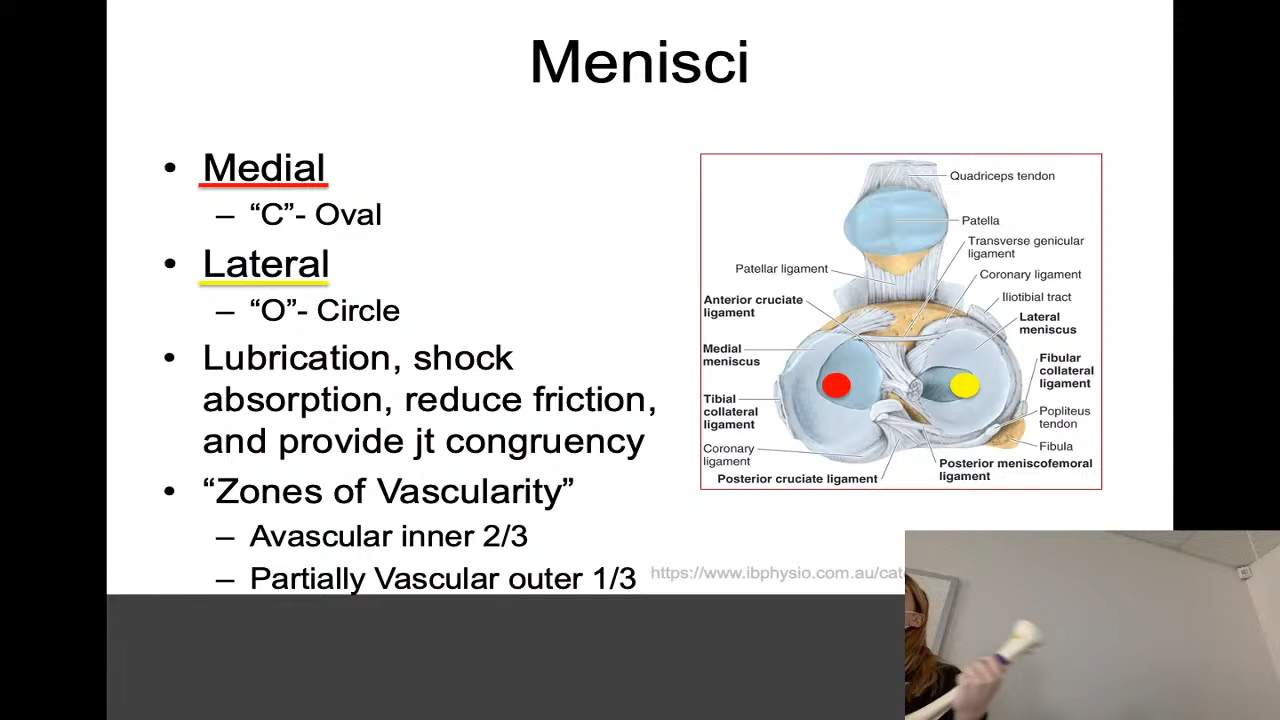 Menisci
• Medial
– “C”- Oval
• Lateral
– “O”- Circle
• Lubrication, shock
absorption, reduce friction,
and provide jt congruency
• “Zones of Vascularity”
– Avascular inner 2/3
– Partially Vascular outer 1/3
Quadriceps tendon
Patella
Transverse genicular
ligament
Patellar ligament
Coronary ligament
Anterior cruciate
ligament
Iliotibial tract
Lateral
meniscus
Medial
meniscus
Fibular
collateral
ligament
Tibial
collateral
ligament
Popliteus
tendon
Fibula
Coronary
ligament
Posterior cruciate ligament
Posterior meniscofemoral
ligament
https://www.ibphysio.com.au/cat